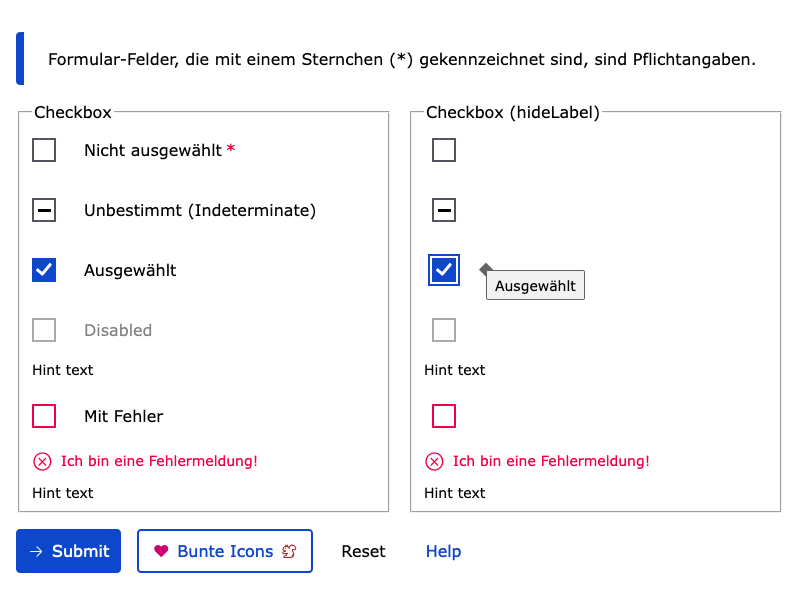 Formular-Felder, die mit einem Sternchen (*) gekennzeichnet sind, sind Pflichtangaben.
Checkbox
Nicht ausgewählt *
Unbestimmt (Indeterminate)
Ausgewählt
Disabled
Hint text
Mit Fehler
Ich bin eine Fehlermeldung!
Hint text
Checkbox (hideLabel)
Ausgewählt
Hint text
Ich bin eine Fehlermeldung!
Hint text
→ Submit
Bunte Icons
Reset
Help